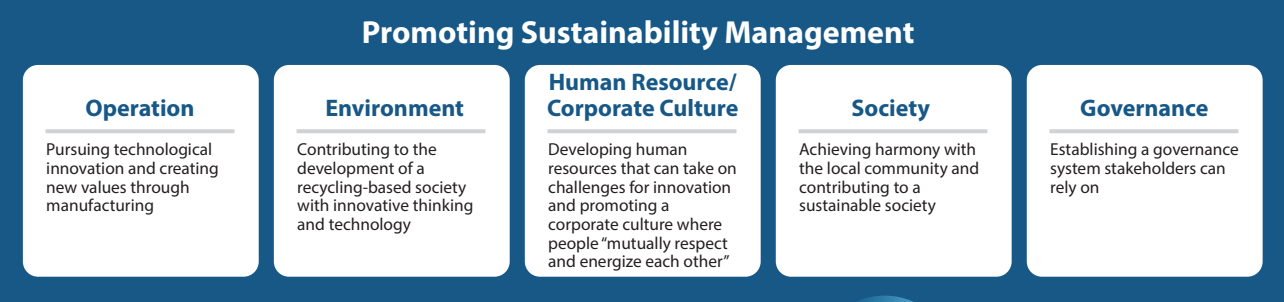 Promoting Sustainability Management
Operation
Pursuing technological
innovation and creating
new values through
manufacturing
Environment
Contributing to the
development of a
recycling-based society
with innovative thinking
and technology
Human Resource/
Corporate Culture
Developing human
resources that can take on
challenges for innovation
and promoting a
corporate culture where
people “mutually respect
and energize each other”
Society
Achieving harmony with
the local community and
contributing to a
sustainable society
Governance
Establishing a governance
system stakeholders can
rely on